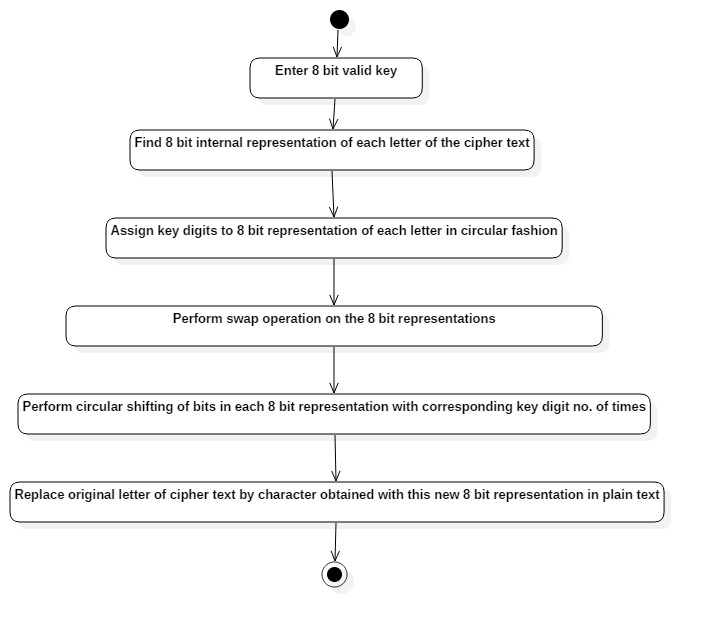 Enter 8 bit valid key
Find 8 bit internal representation of each letter of the cipher text
Assign key digits to 8 bit representation of each letter in circular fashion
Perform swap operation on the 8 bit representations
Perform circular shifting of bits in each 8 bit representation with corresponding key digit no. of times
Replace original letter of cipher text by character obtained with this new 8 bit representation in plain text